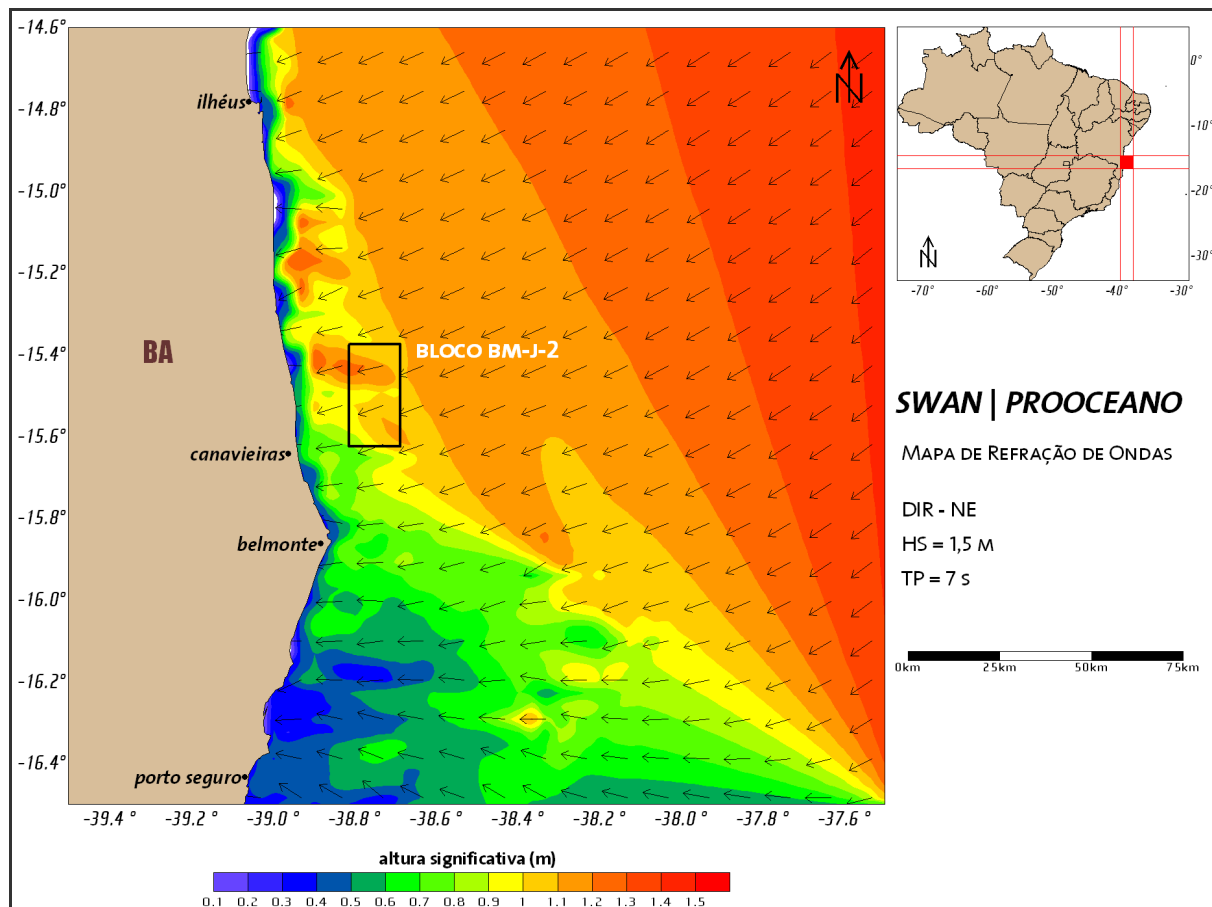 -14.6°
-14.8°
-15.0°
-15.2°
-15.4°
-15.6°
-15.8°
-16.0°
-16.2°
-16.4°
ilhéus
canavieiras
belmonte
porto seguro
BA
BLOCO BM-J-2
N
-39.4 ° -39.2 ° -39.0° -38.8 ° -38.6 ° -38.4 ° -38.2 ° -38.0° -37.8 ° -37.6 °
altura significativa (m)
0.1 0.2 0.3 0.4 0.5 0.6 0.7 0.8 0.9 1 1.1 1.2 1.3 1.4 1.5
0°
-10°
-20°
-30°
N
-70° -60° -50° -40° -30°
SWAN | PROOCEANO
MAPA DE REFRAÇÃO DE ONDAS
DIR - NE
HS = 1,5 M
TP = 7 S
0km 25km 50km 75km